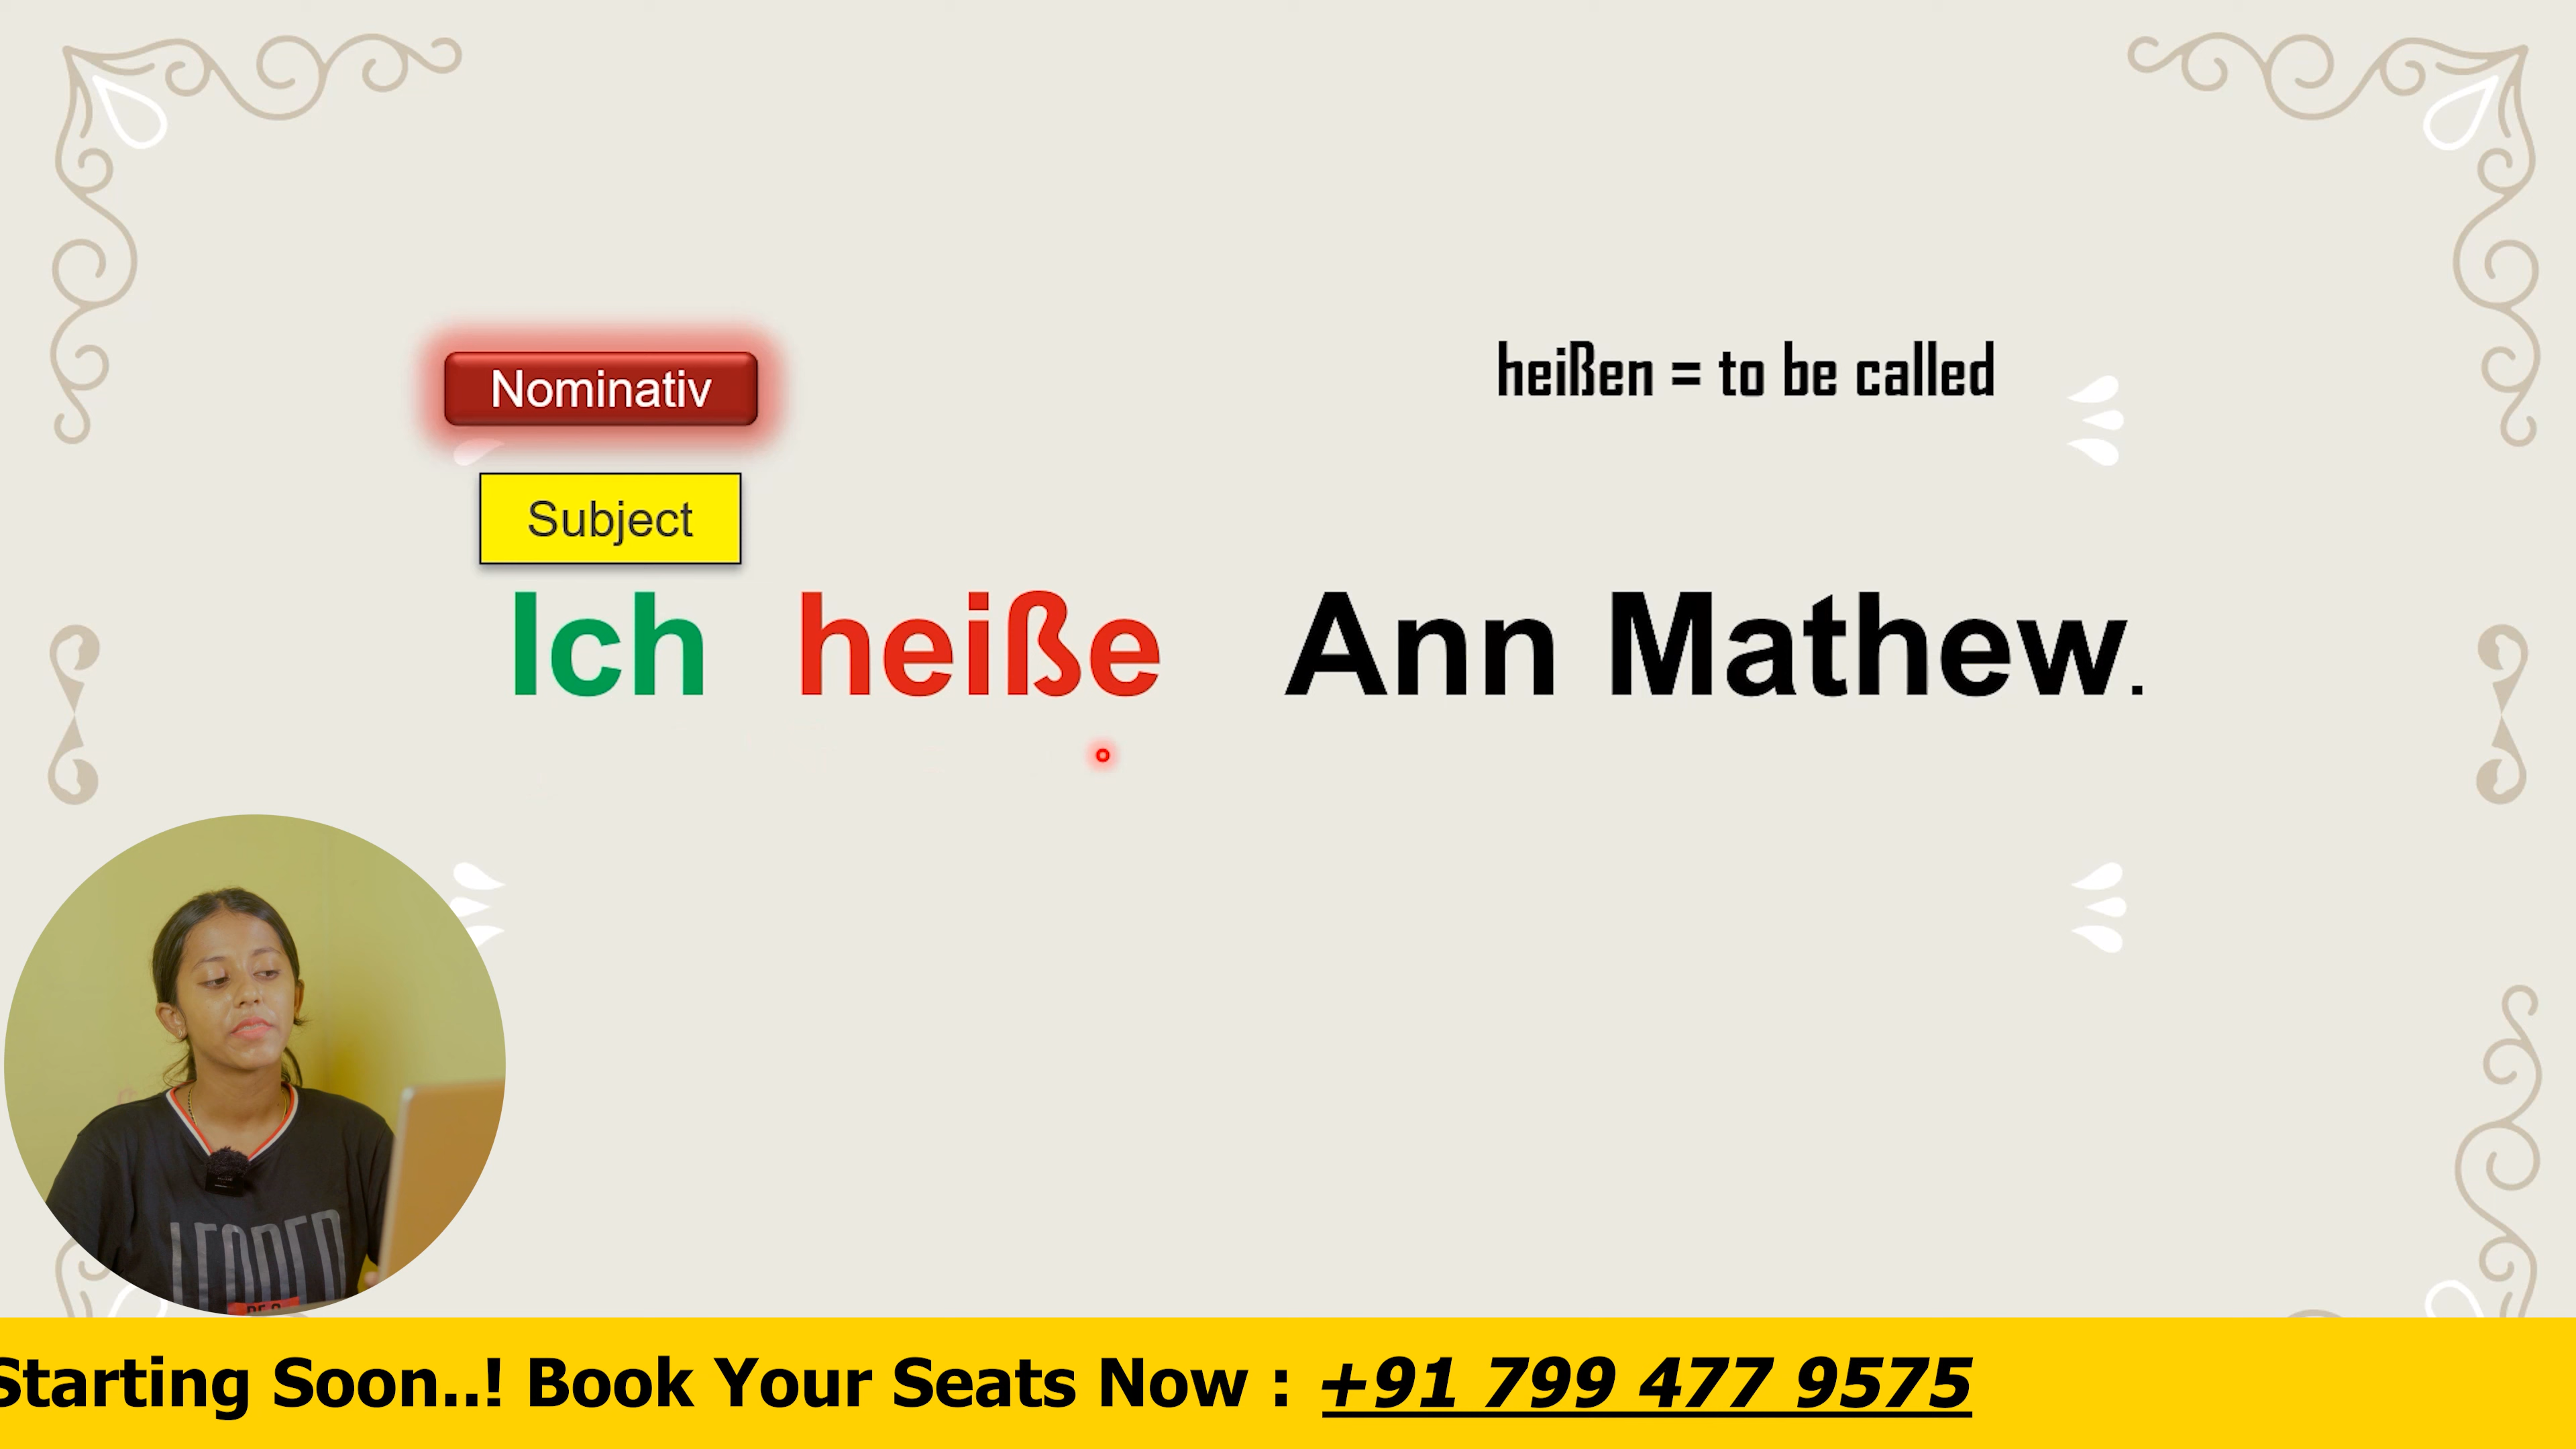 Nominativ
heißen = to be called
Subject
Ich heiße Ann Mathew.
LEADER
Starting Soon..! Book Your Seats Now : +91 799 477 9575